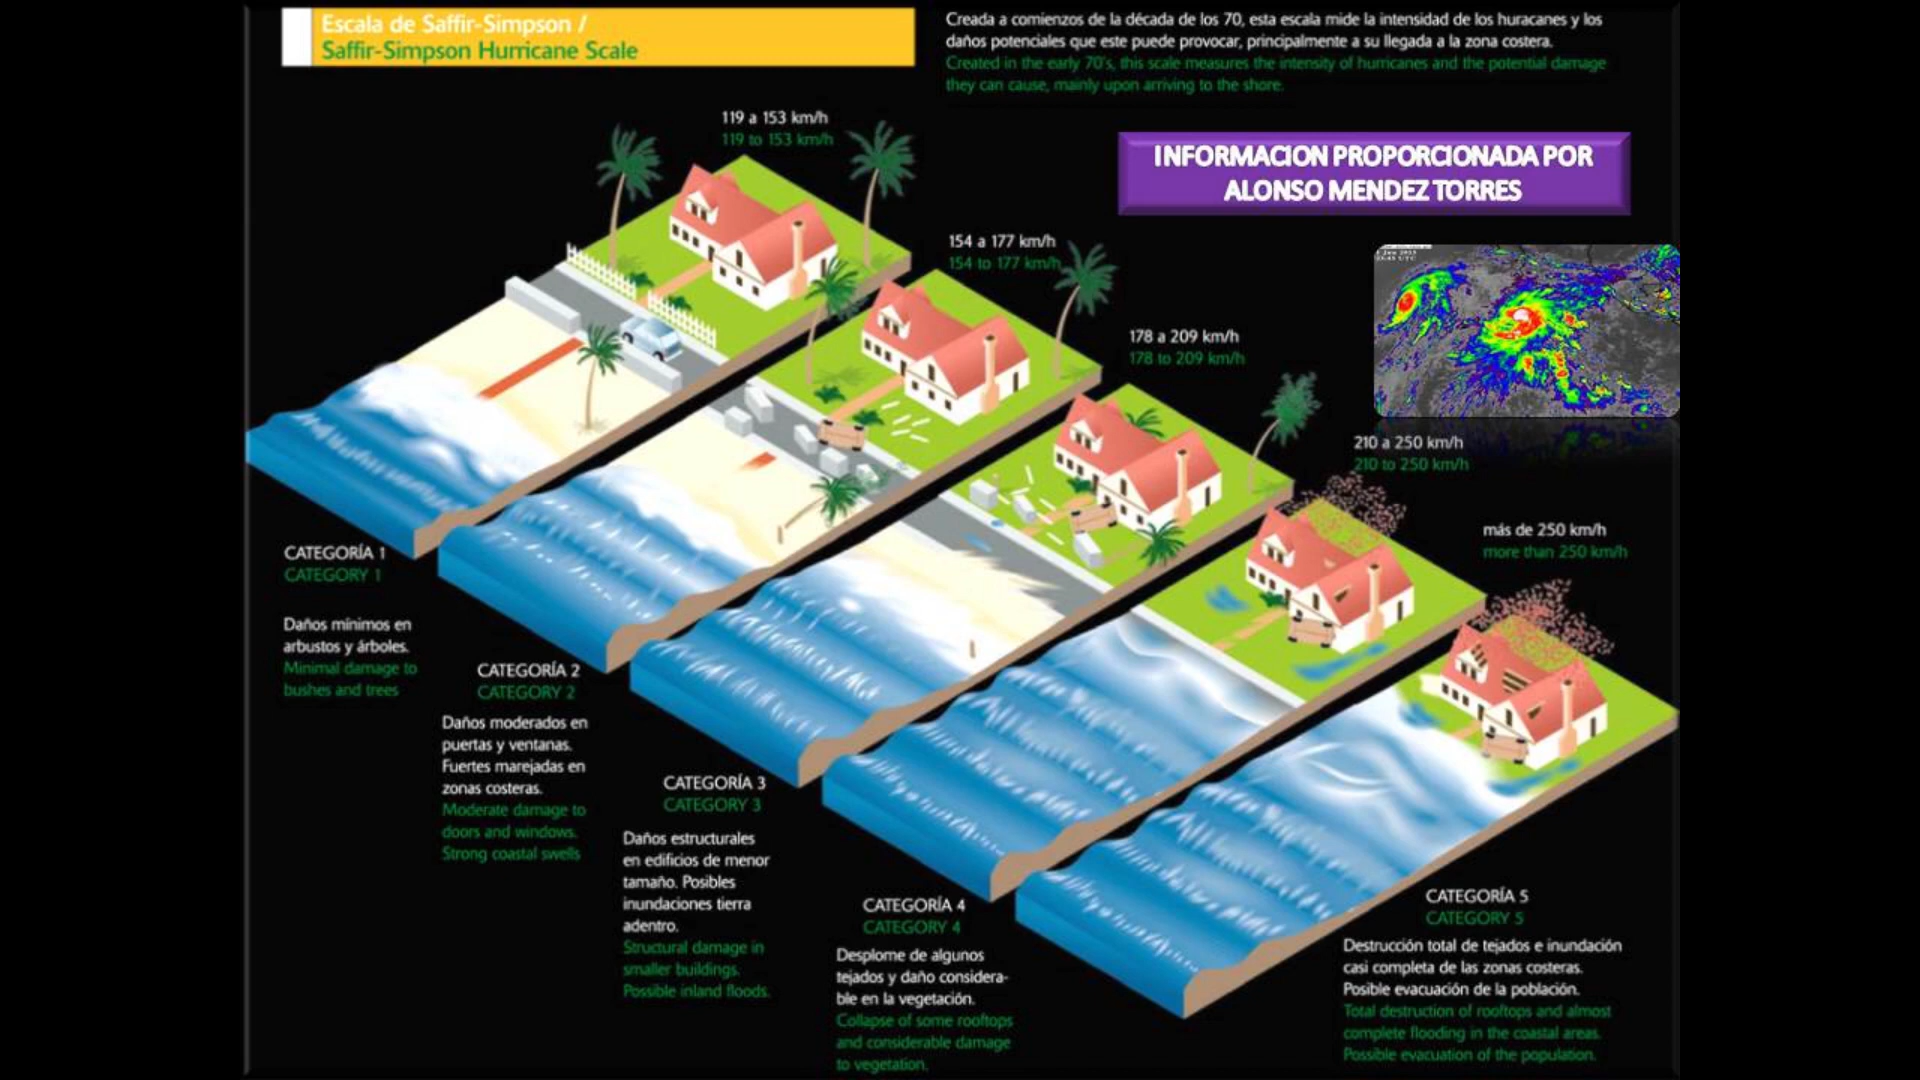 Escala de Saffir-Simpson /
Saffir-Simpson Hurricane Scale
Creada a comienzos de la década de los 70, esta escala mide la intensidad de los huracanes y los
daños potenciales que este puede provocar, principalmente a su llegada a la zona costera.
Created in the early 70's, this scale measures the intensity of hurricanes and the potential damage
they can cause, mainly upon arriving to the shore.
INFORMACION PROPORCIONADA POR
ALONSO MENDEZ TORRES
119 a 153 km/h
119 to 153 km/h
154 a 177 km/h
154 to 177 km/h
178 a 209 km/h
178 to 209 km/h
210 a 250 km/h
210 to 250 km/h
más de 250 km/h
more than 250 km/h
CATEGORÍA 1
CATEGORY 1
Daños mínimos en
arbustos y árboles.
Minimal damage to
bushes and trees
CATEGORÍA 2
CATEGORY 2
Daños moderados en
puertas y ventanas.
Fuertes marejadas en
zonas costeras.
Moderate damage to
doors and windows.
Strong coastal swells
CATEGORÍA 3
CATEGORY 3
Daños estructurales
en edificios de menor
tamaño. Posibles
inundaciones tierra
adentro.
Structural damage in
smaller buildings.
Possible inland floods.
CATEGORÍA 4
CATEGORY 4
Desplome de algunos
tejados y daño considera-
ble en la vegetación.
Collapse of some rooftops
and considerable damage
to vegetation.
CATEGORÍA 5
CATEGORY 5
Destrucción total de tejados e inundación
casi completa de las zonas costeras.
Posible evacuación de la población.
Total destruction of rooftops and almost
complete flooding in the coastal areas.
Possible evacuation of the population.